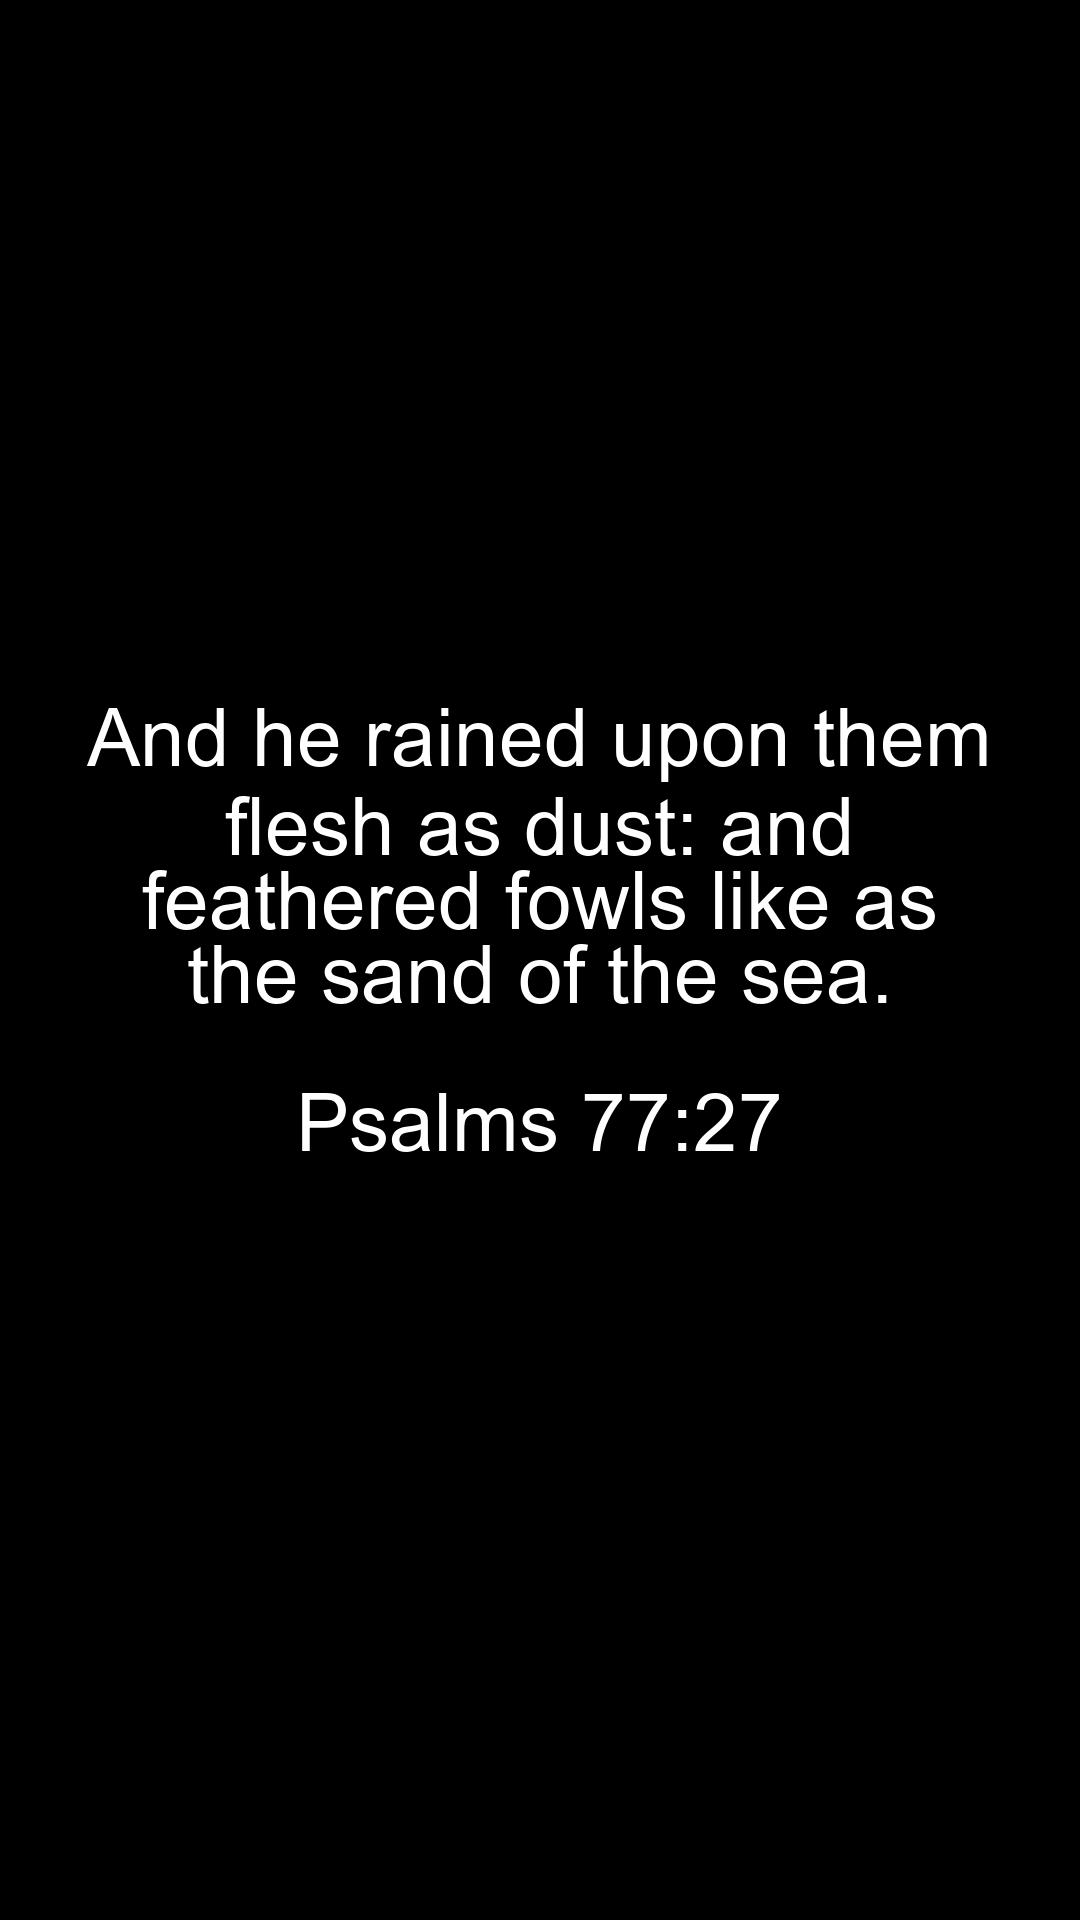 And he rained upon them
flesh as dust: and
feathered fowls like as
the sand of the sea.
Psalms 77:27